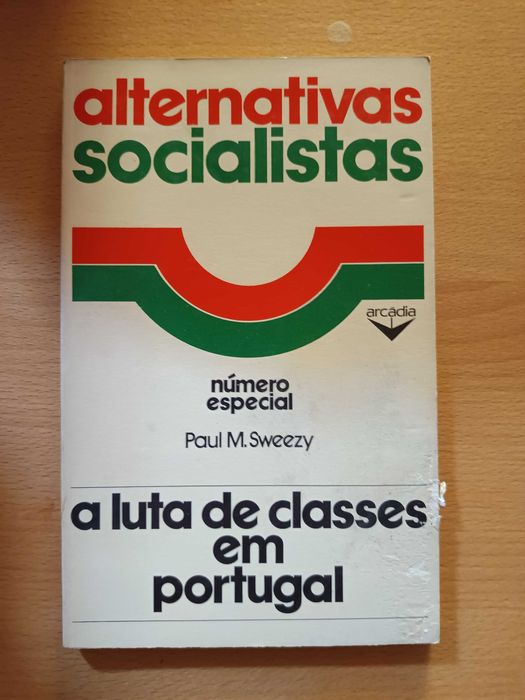 alternativas
socialistas
arcádia
número
especial
Paul M. Sweezy
a luta de classes
em
portugal